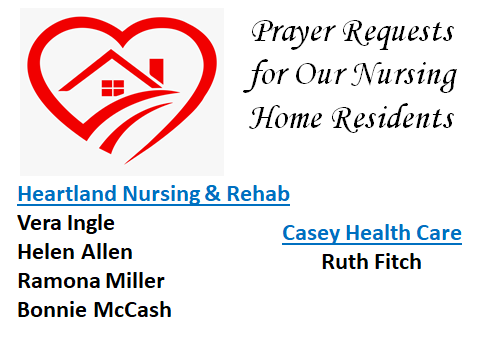 Prayer Requests
for Our Nursing
Home Residents
Heartland Nursing & Rehab
Vera Ingle
Helen Allen
Ramona Miller
Bonnie McCash
Casey Health Care
Ruth Fitch